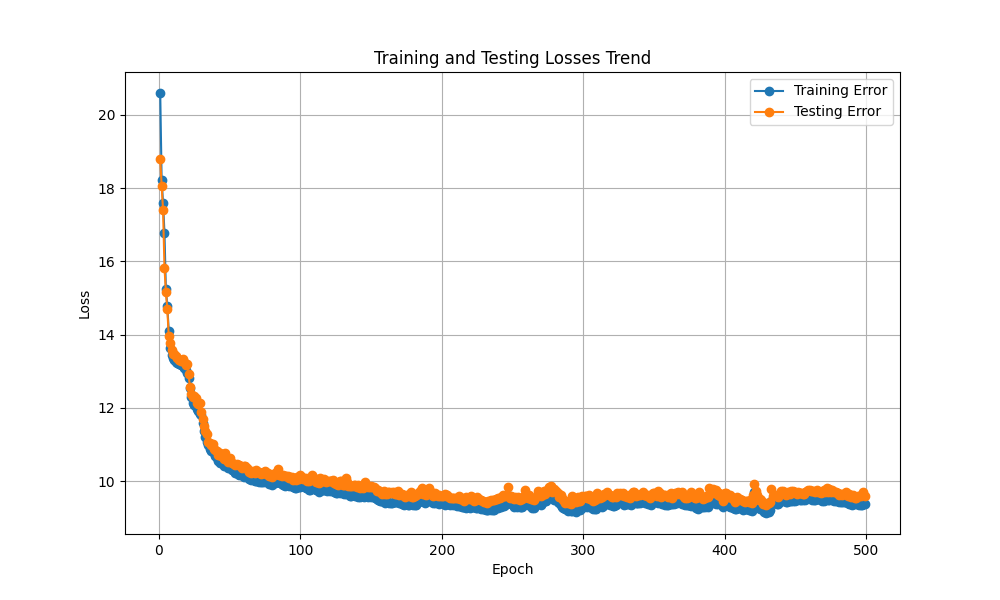 Training and Testing Losses Trend
Training Error
Testing Error
Loss
20
18
16
14
12
10
0
100
200
300
400
500
Epoch